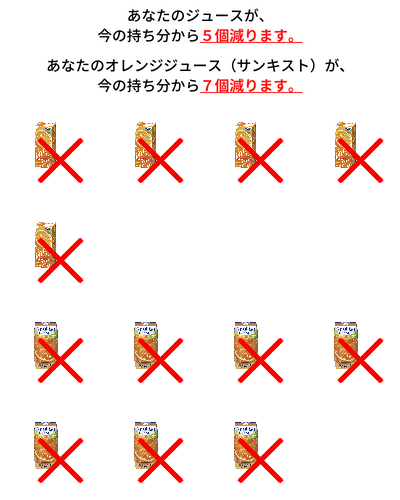 あなたのジュースが、
今の持ち分から５個減ります。
あなたのオレンジジュース（サンキスト）が、
今の持ち分から７個減ります。